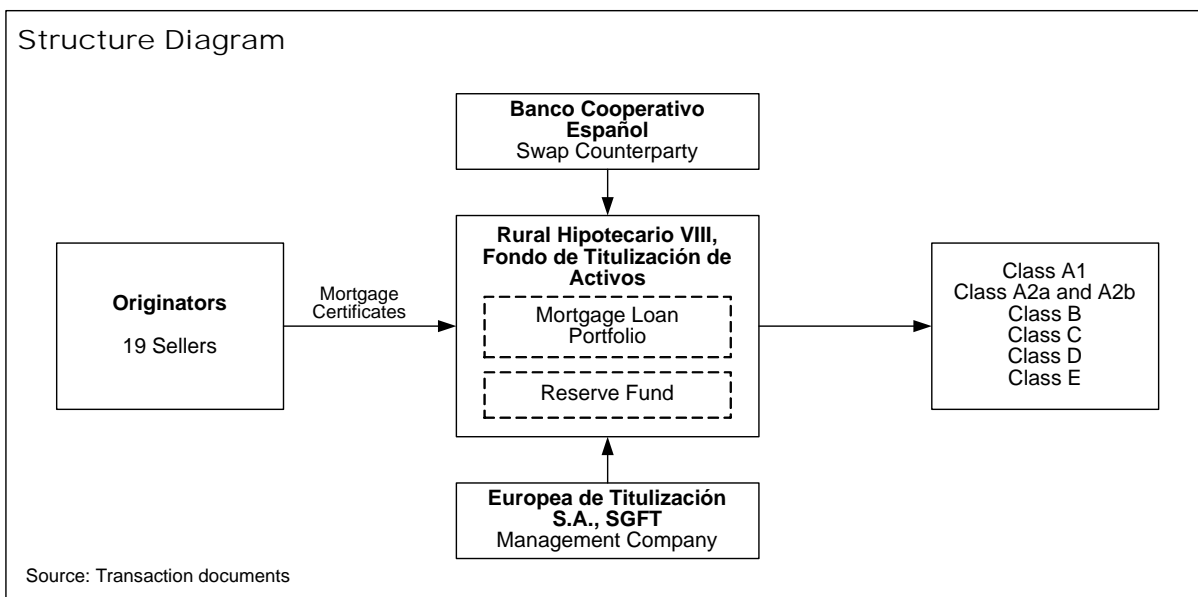 Structure Diagram
Banco Cooperativo
Español
Swap Counterparty
Originators
19 Sellers
Mortgage
Certificates
Rural Hipotecario VIII,
Fondo de Titulización de
Activos
Mortgage Loan
Portfolio
Reserve Fund
Class A1
Class A2a and A2b
Class B
Class C
Class D
Class E
Europea de Titulización
S.A., SGFT
Management Company
Source: Transaction documents